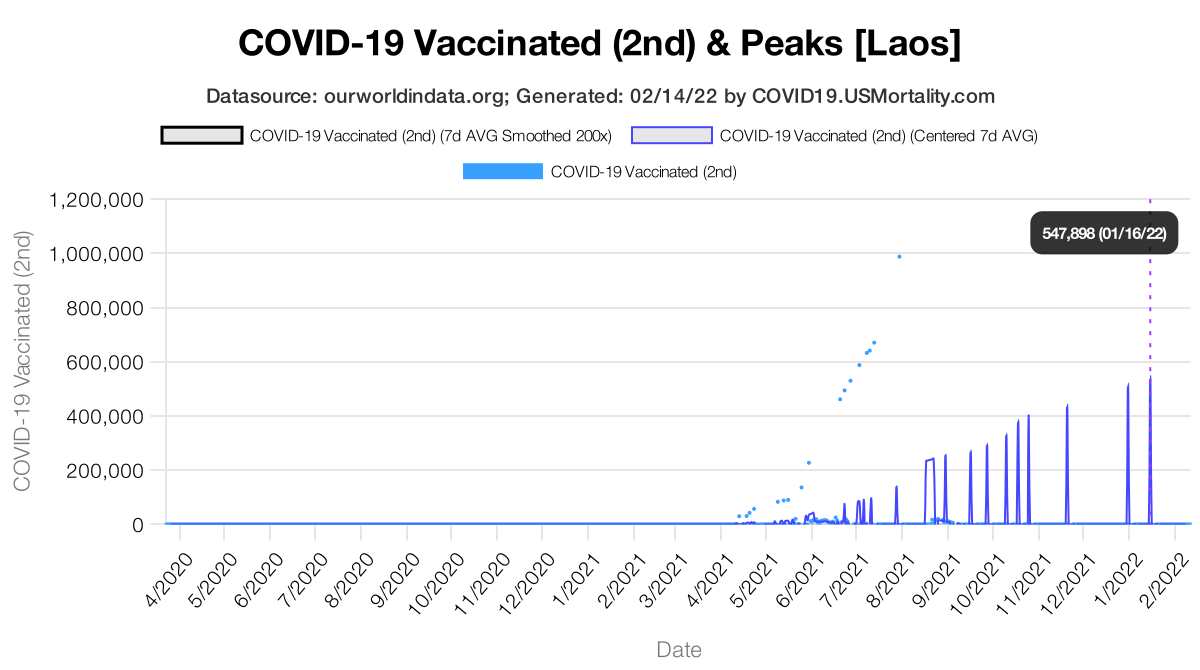 COVID-19 Vaccinated (2nd) & Peaks [Laos]
Datasource: ourworldindata.org; Generated: 02/14/22 by COVID19.USMortality.com
COVID-19 Vaccinated (2nd) (7d AVG Smoothed 200x) COVID-19 Vaccinated (2nd) (Centered 7d AVG)
COVID-19 Vaccinated (2nd)
COVID-19 Vaccinated (2nd)
1,200,000
547,898 (01/16/22)
1,000,000
800,000
600,000
400,000
200,000
0
4/2020 5/2020 6/2020 7/2020 8/2020 9/2020 10/2020 11/2020 12/2020 1/2021 2/2021 3/2021 4/2021 5/2021 6/2021 7/2021 8/2021 9/2021 10/2021 11/2021 12/2021 1/2022 2/2022
Date